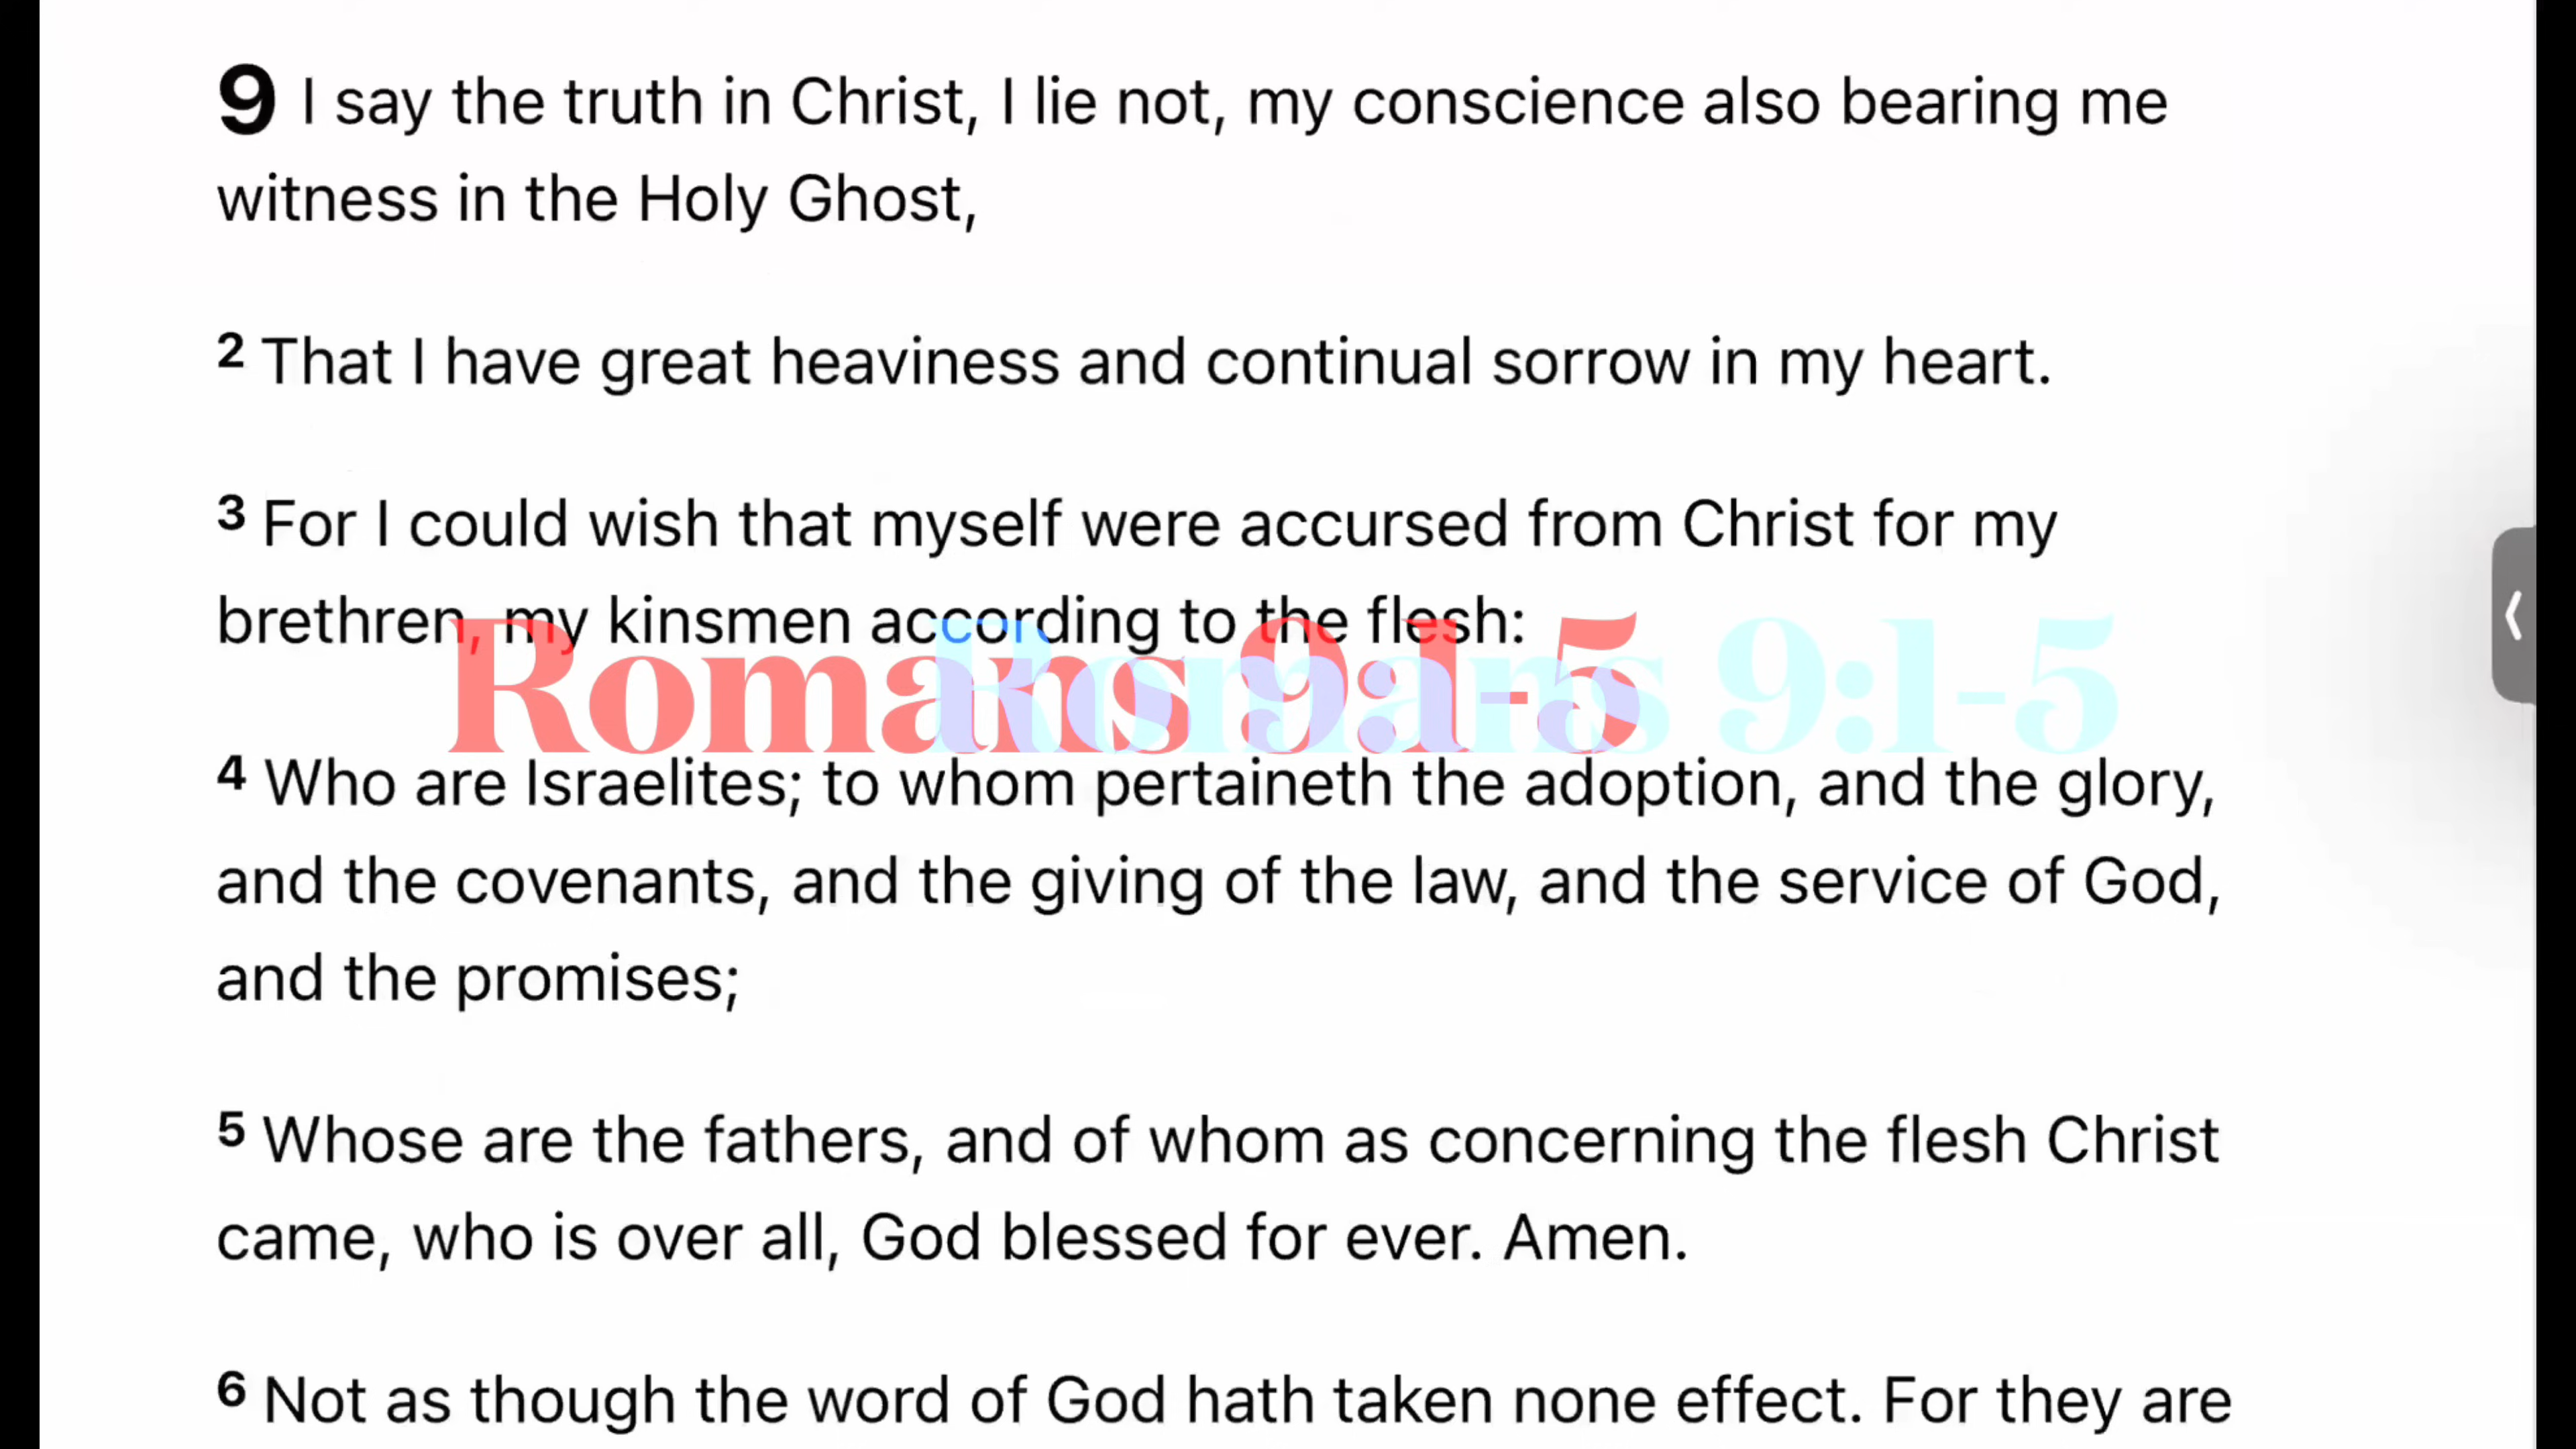 9 I say the truth in Christ, I lie not, my conscience also bearing me
witness in the Holy Ghost,
2 That I have great heaviness and continual sorrow in my heart.
3 For I could wish that myself were accursed from Christ for my
brethren, my kinsmen according to the flesh:
Romans 9:1-5
Romans 9:1-5
4 Who are Israelites; to whom pertaineth the adoption, and the glory,
and the covenants, and the giving of the law, and the service of God,
and the promises;
5 Whose are the fathers, and of whom as concerning the flesh Christ
came, who is over all, God blessed for ever. Amen.
6 Not as though the word of God hath taken none effect. For they are